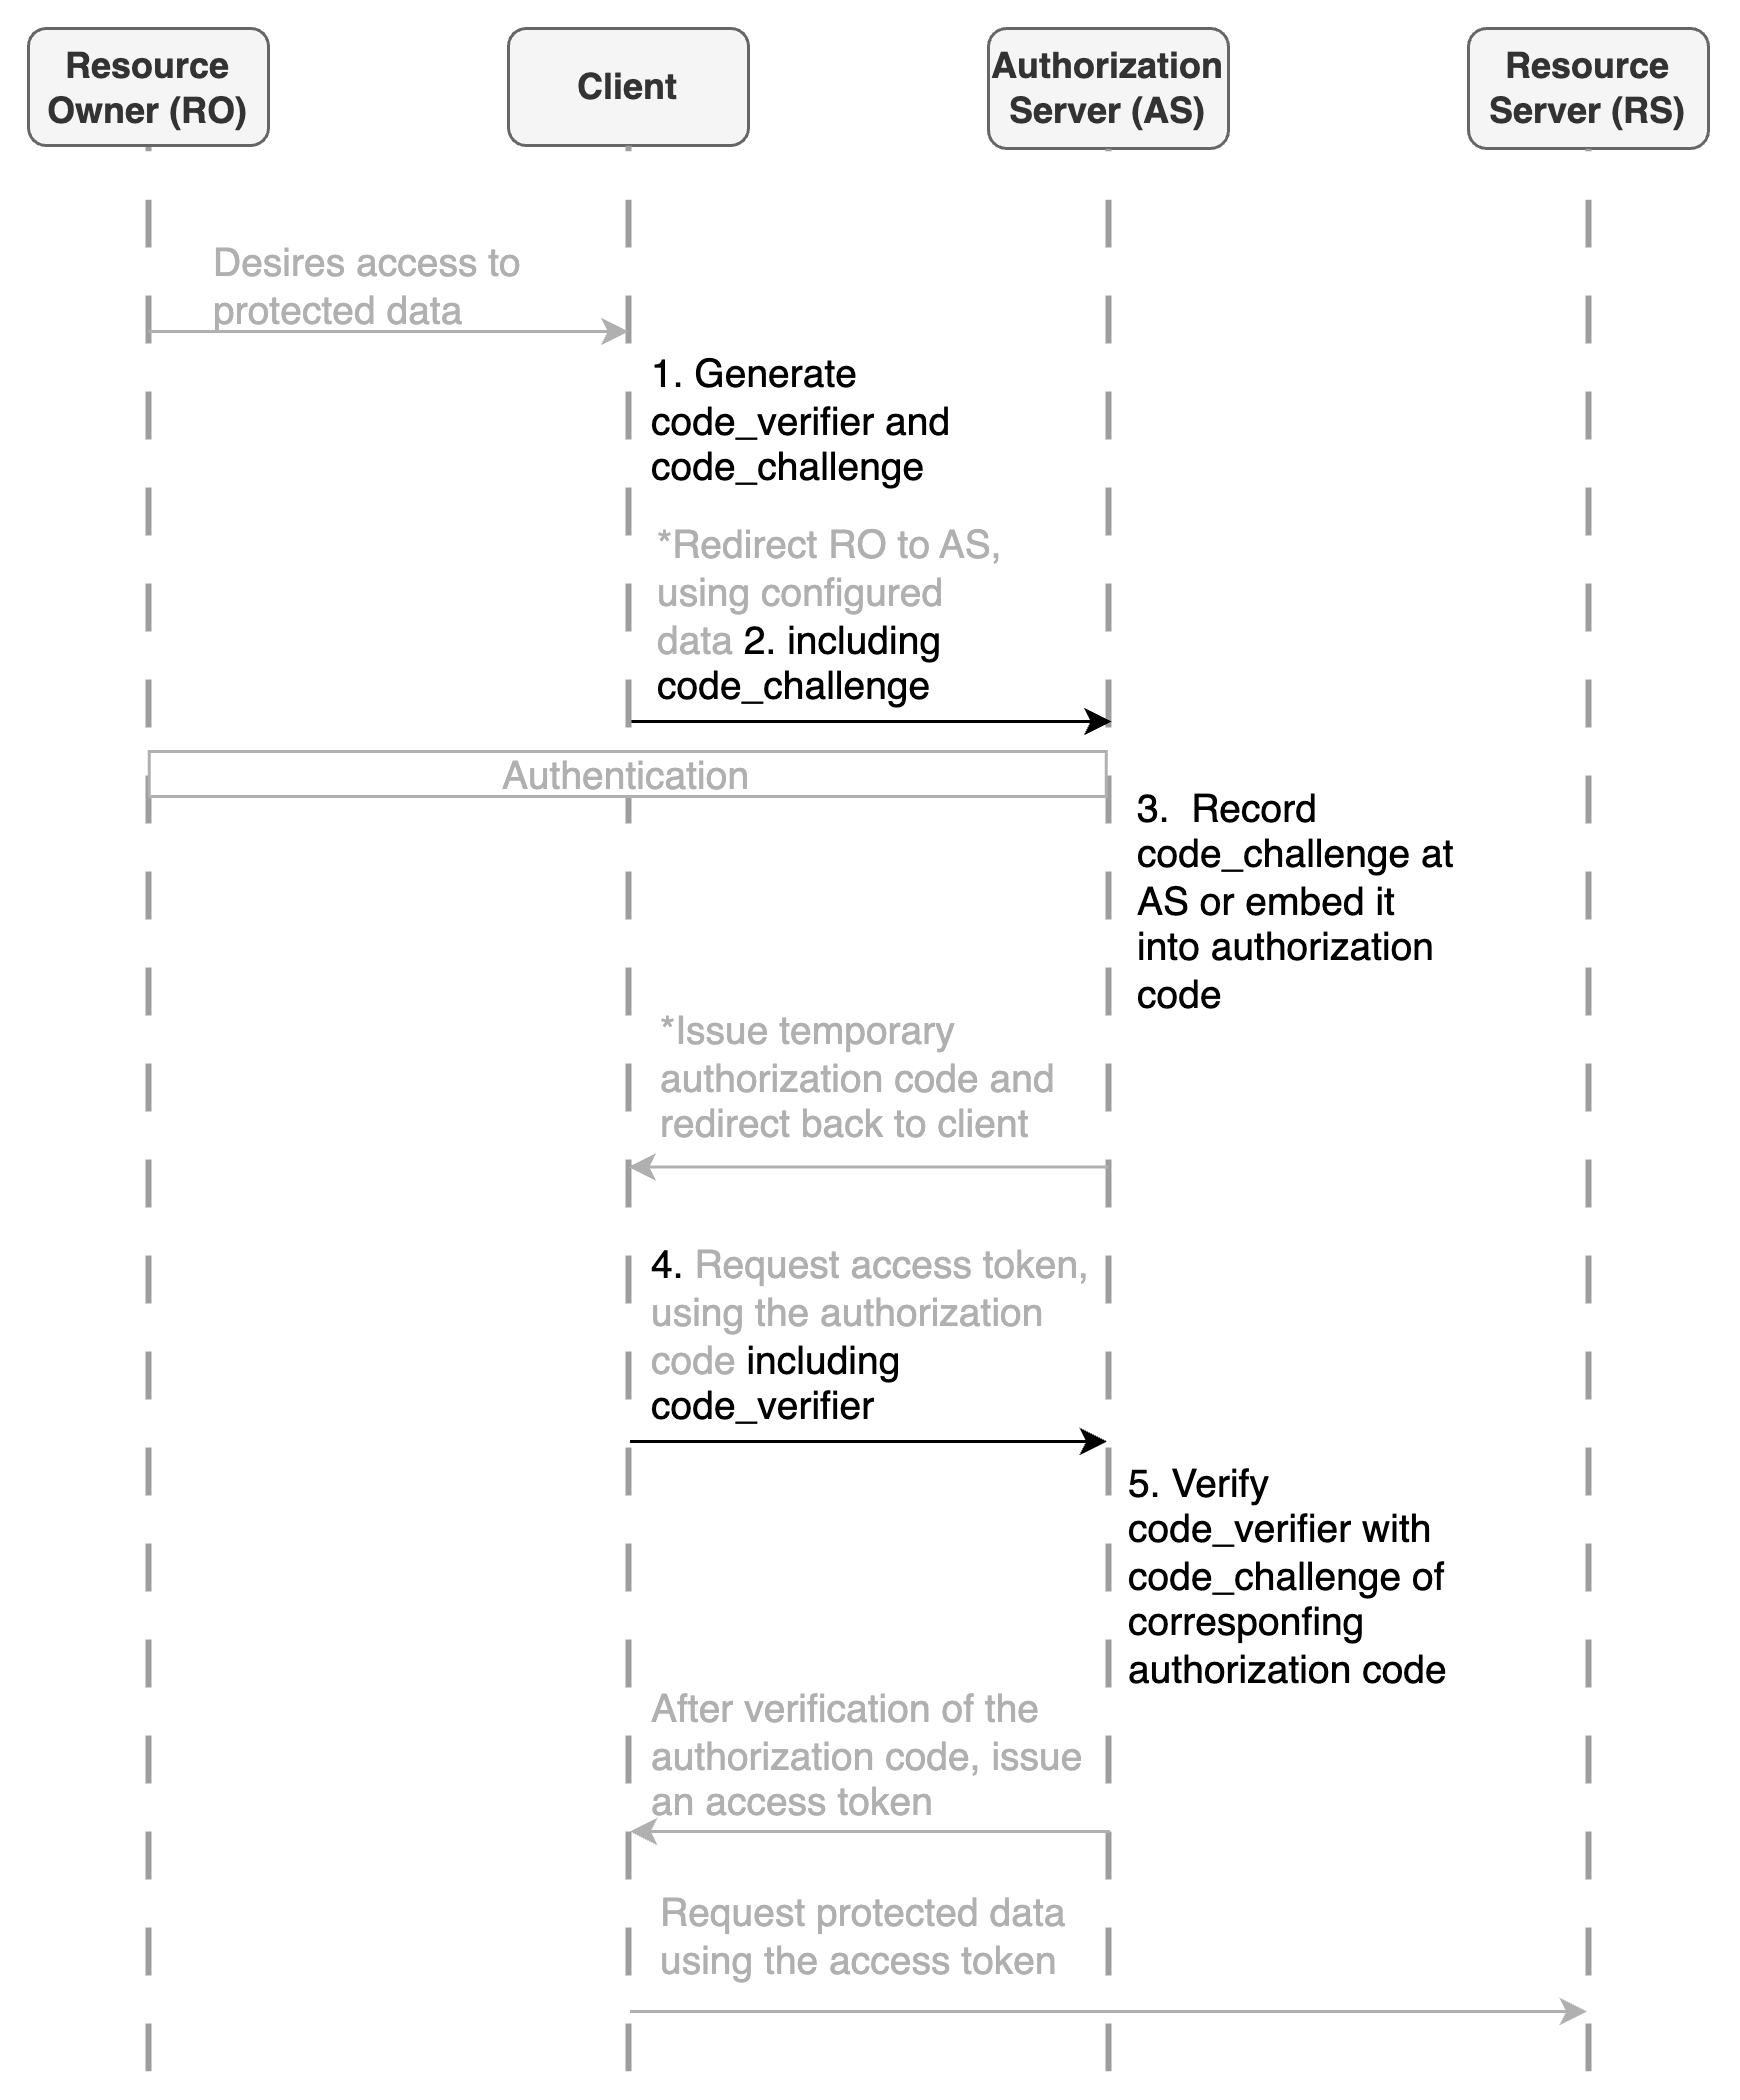 Resource
Owner (RO)
Client
Authorization
Server (AS)
Resource
Server (RS)
Desires access to
protected data
1. Generate
code_verifier and
code_challenge
*Redirect RO to AS,
using configured
data 2. including
code_challenge
Authentication
3.  Record
code_challenge at
AS or embed it
into authorization
code
*Issue temporary
authorization code and
redirect back to client
4. Request access token,
using the authorization
code including
code_verifier
5. Verify
code_verifier with
code_challenge of
corresponfing
authorization code
After verification of the
authorization code, issue
an access token
Request protected data
using the access token